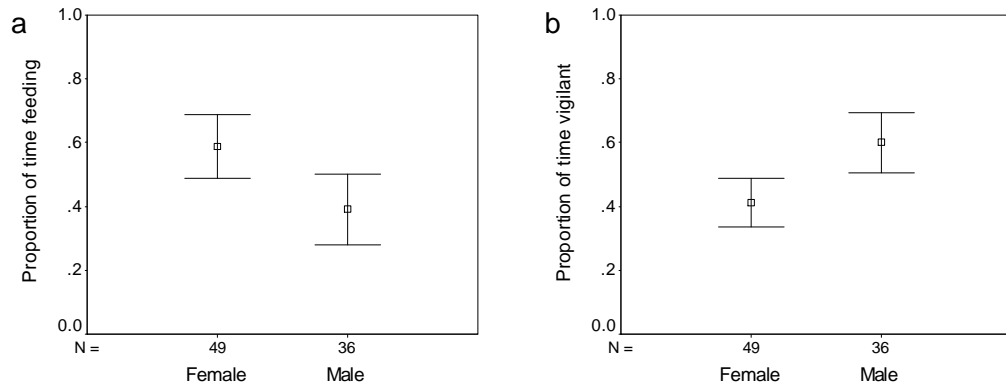 a
Proportion of time feeding
1.0
.8
.6
.4
.2
0.0
N =
49
36
Female
Male
b
Proportion of time vigilant
1.0
.8
.6
.4
.2
0.0
N =
49
36
Female
Male